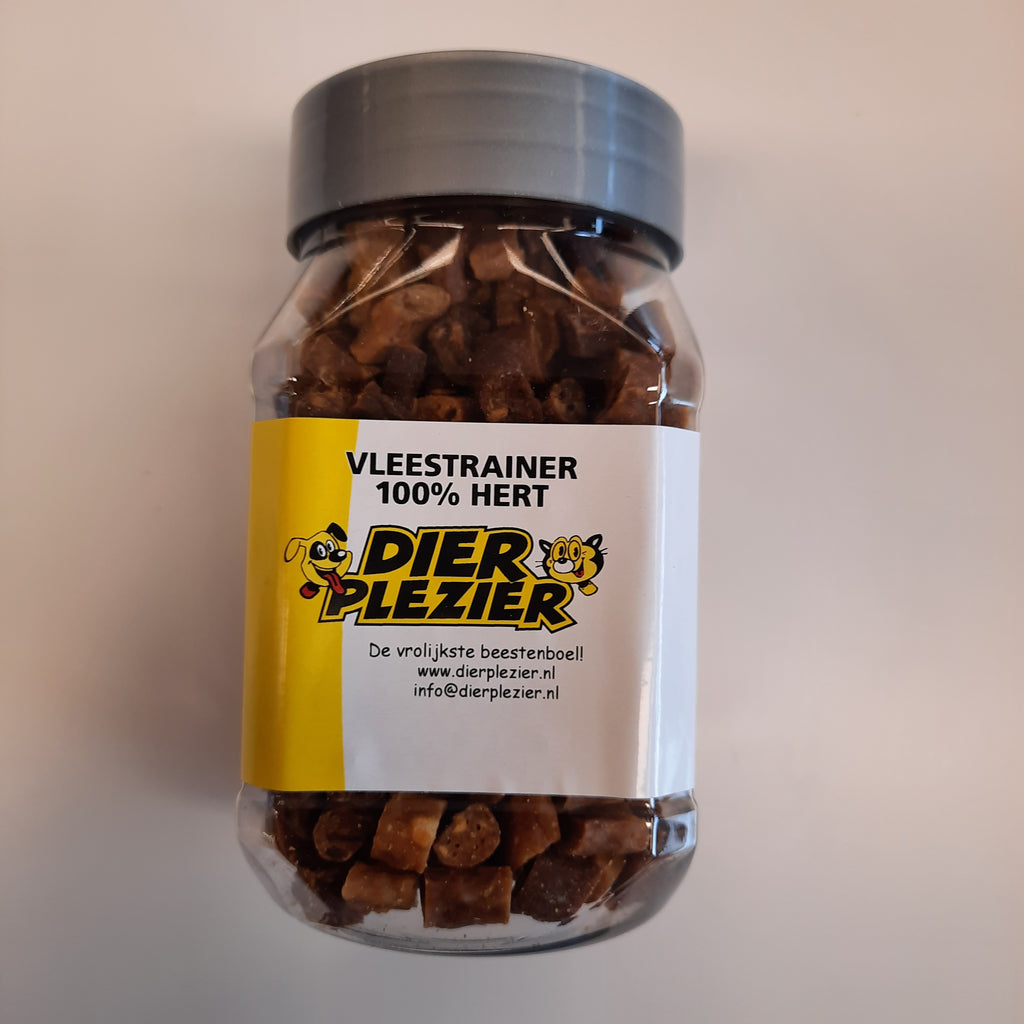 VLEESTRAINER
100% HERT
DIER
PLEZIER
De vrolijkste beestenboel!
www.dierplezier.nl
info@dierplezier.nl